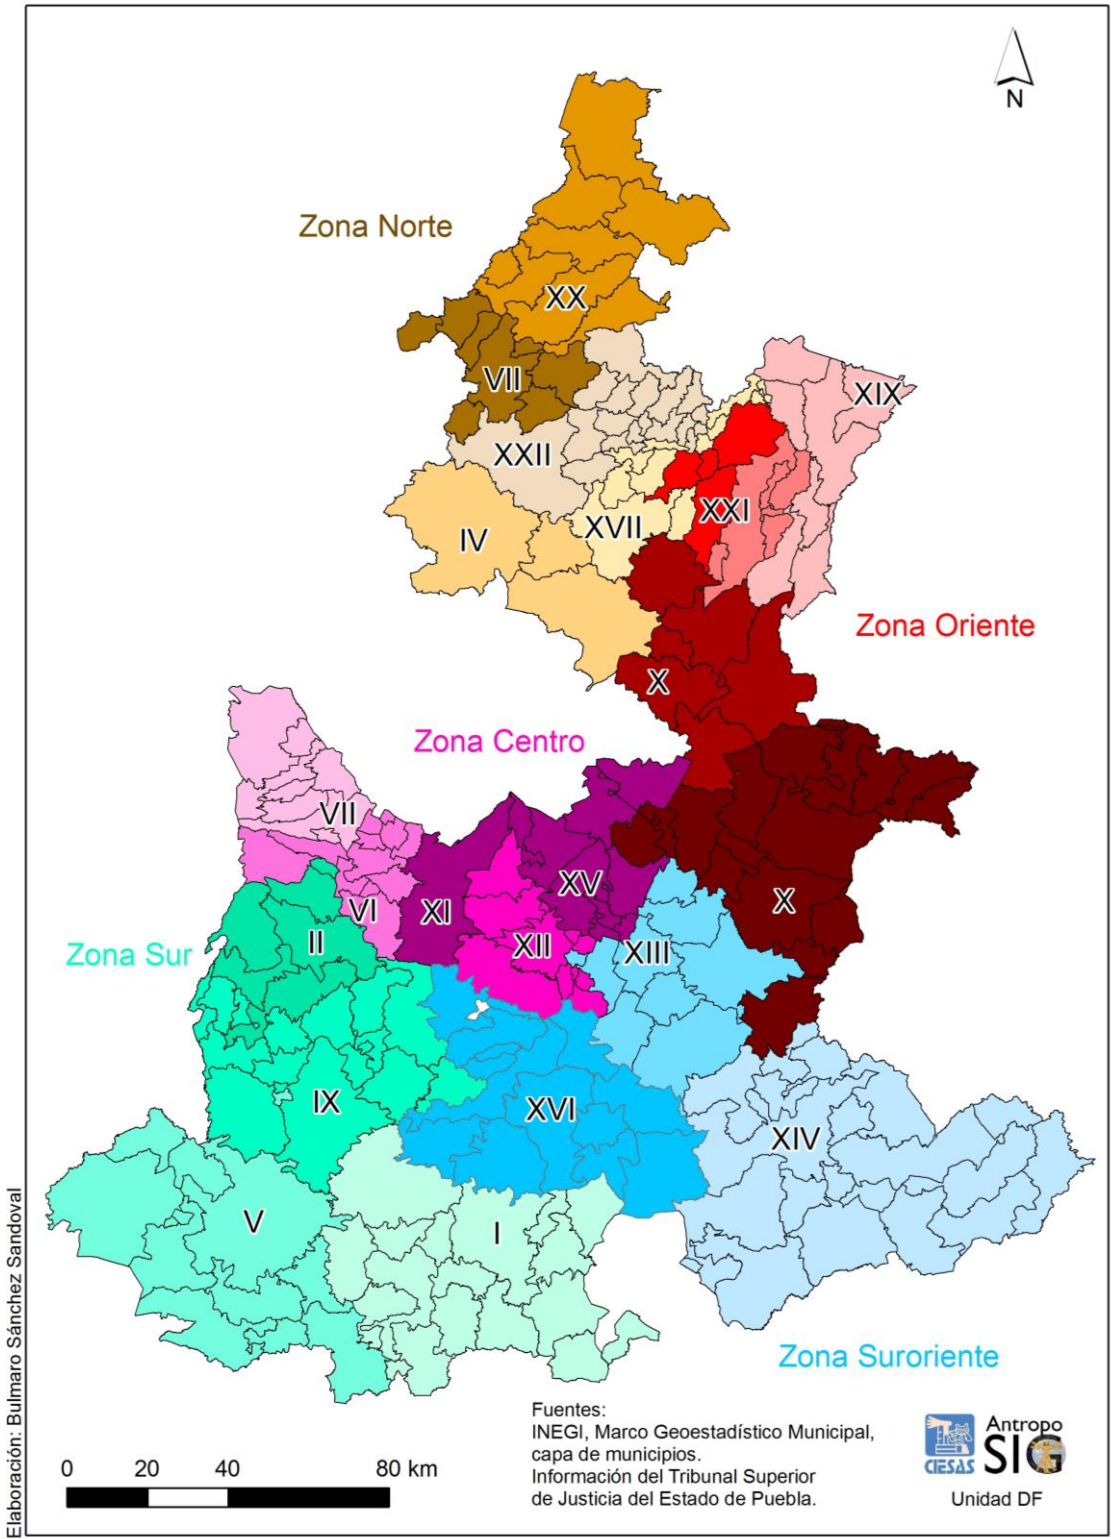 N
Zona Norte
XX
VII
XIX
XXII
XXI
XVII
IV
Zona Oriente
X
Zona Centro
VII
XV
X
VI
XI
II
XII
XIII
Zona Sur
IX
XVI
XIV
V
I
Zona Suroriente
Elaboración: Bulmaro Sánchez Sandoval
Fuentes:
INEGI, Marco Geoestadístico Municipal,
capa de municipios.
Información del Tribunal Superior
de Justicia del Estado de Puebla.
0 20 40 80 km
CIESAS
Antropo
SIG
Unidad DF